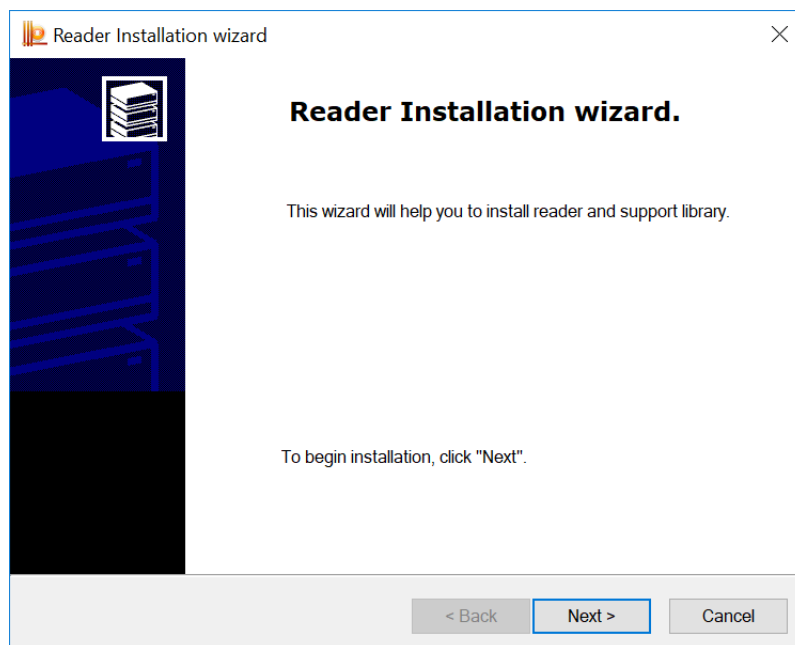 Reader Installation wizard
Reader Installation wizard.
This wizard will help you to install reader and support library.
To begin installation, click "Next".
< Back Next > Cancel